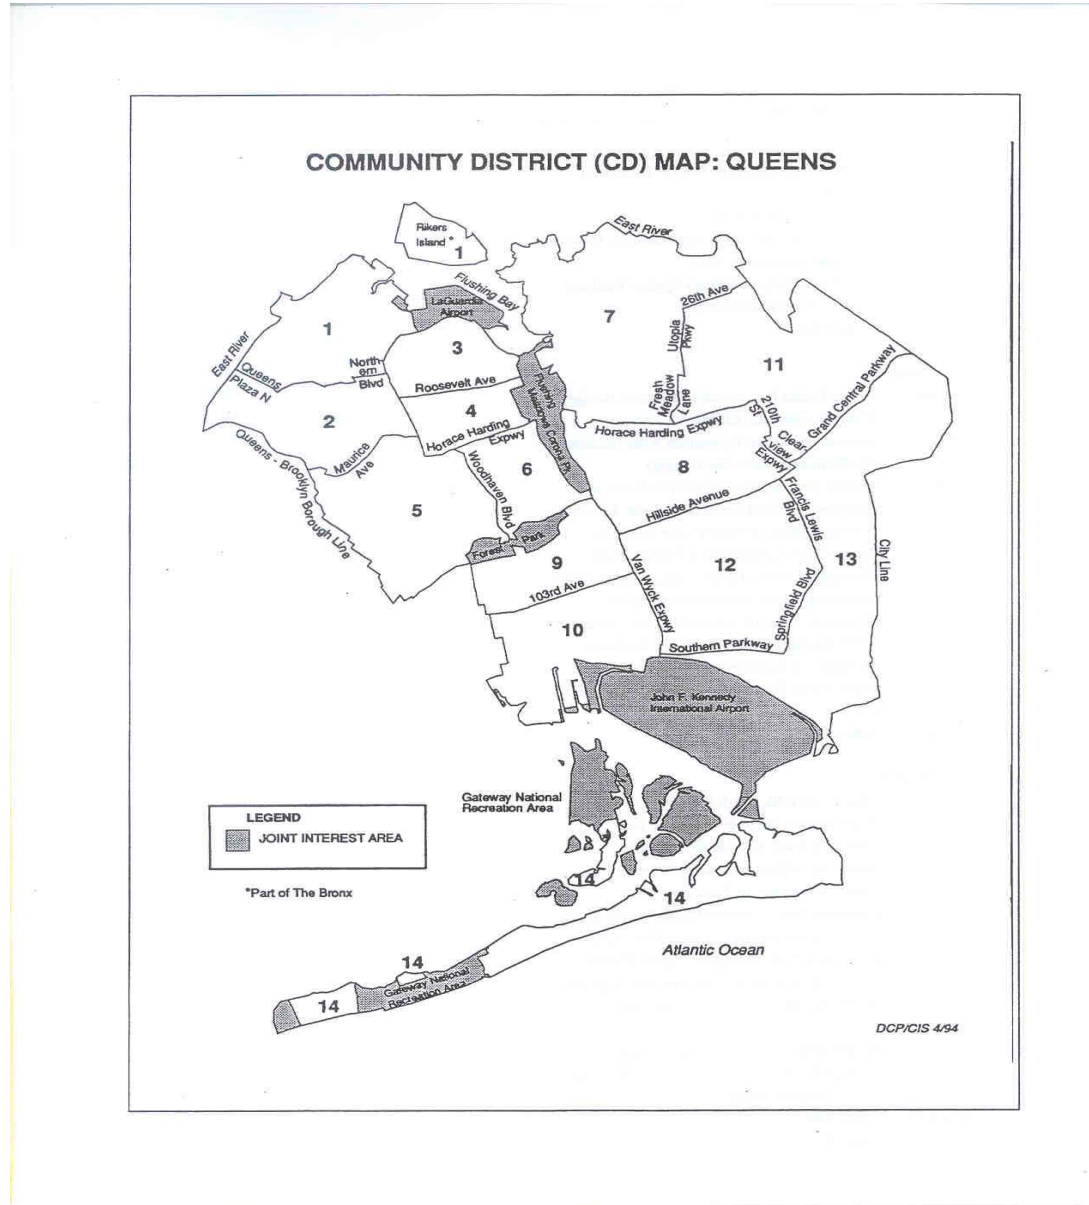 COMMUNITY DISTRICT (CD) MAP: QUEENS
East River
Rikers
Island *
1
Flushing Bay
LaGuardia
Airport
26th Ave
7
1
East River
Utopia
Pkwy
3
North
ern
Blvd
11
Grand Central Parkway
Queens
Plaza N
Roosevelt Ave
Flushing
Meadows Corona Pk
Fresh
Meadow
Lane
4
210th
St
2
Horace Harding
Expwy
Horace Harding Expwy
Clear-
view
Expwy
Maurice
Ave
Queens - Brooklyn Borough Line
Woodhaven Blvd
6
8
5
Hillside Avenue
Francis Lewis
Blvd
Forest
Park
9
12
13
City Line
103rd Ave
Van Wyck Expwy
Springfield Blvd
10
Southern Parkway
John F. Kennedy
International Airport
Gateway National
Recreation Area
LEGEND
JOINT INTEREST AREA
*Part of The Bronx
14
14
Atlantic Ocean
14
Gateway National
Recreation Area
14
DCP/CIS 4/94